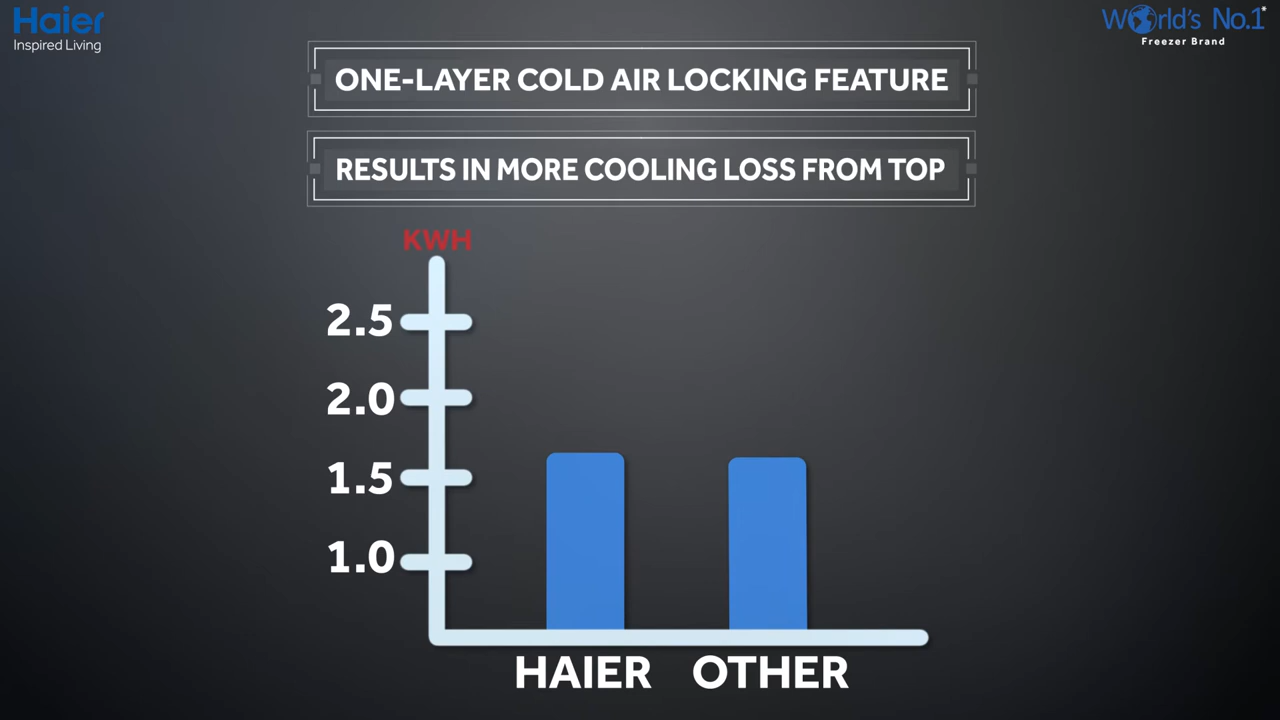 Haier
Inspired Living
World's No.1*
Freezer Brand
ONE-LAYER COLD AIR LOCKING FEATURE
RESULTS IN MORE COOLING LOSS FROM TOP
KWH
2.5
2.0
1.5
1.0
HAIER OTHER